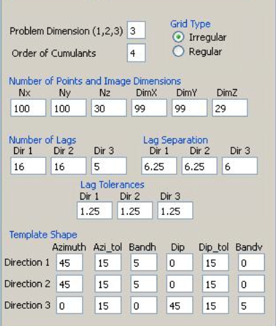 Problem Dimension (1,2,3) 3
Grid Type
Irregular
Order of Cumulants 4
Regular
Number of Points and Image Dimensions
Nx Ny Nz DimX DimY DimZ
100 100 30 99 99 29
Number of Lags Lag Separation
Dir 1 Dir 2 Dir 3 Dir 1 Dir 2 Dir 3
16 16 5 6.25 6.25 6
Lag Tolerances
Dir 1 Dir 2 Dir 3
1.25 1.25 1.25
Template Shape
Azimuth Azi_tol Bandh Dip Dip_tol Bandv
Direction 1 45 15 5 0 15 0
Direction 2 45 15 5 0 15 0
Direction 3 0 15 0 45 15 5